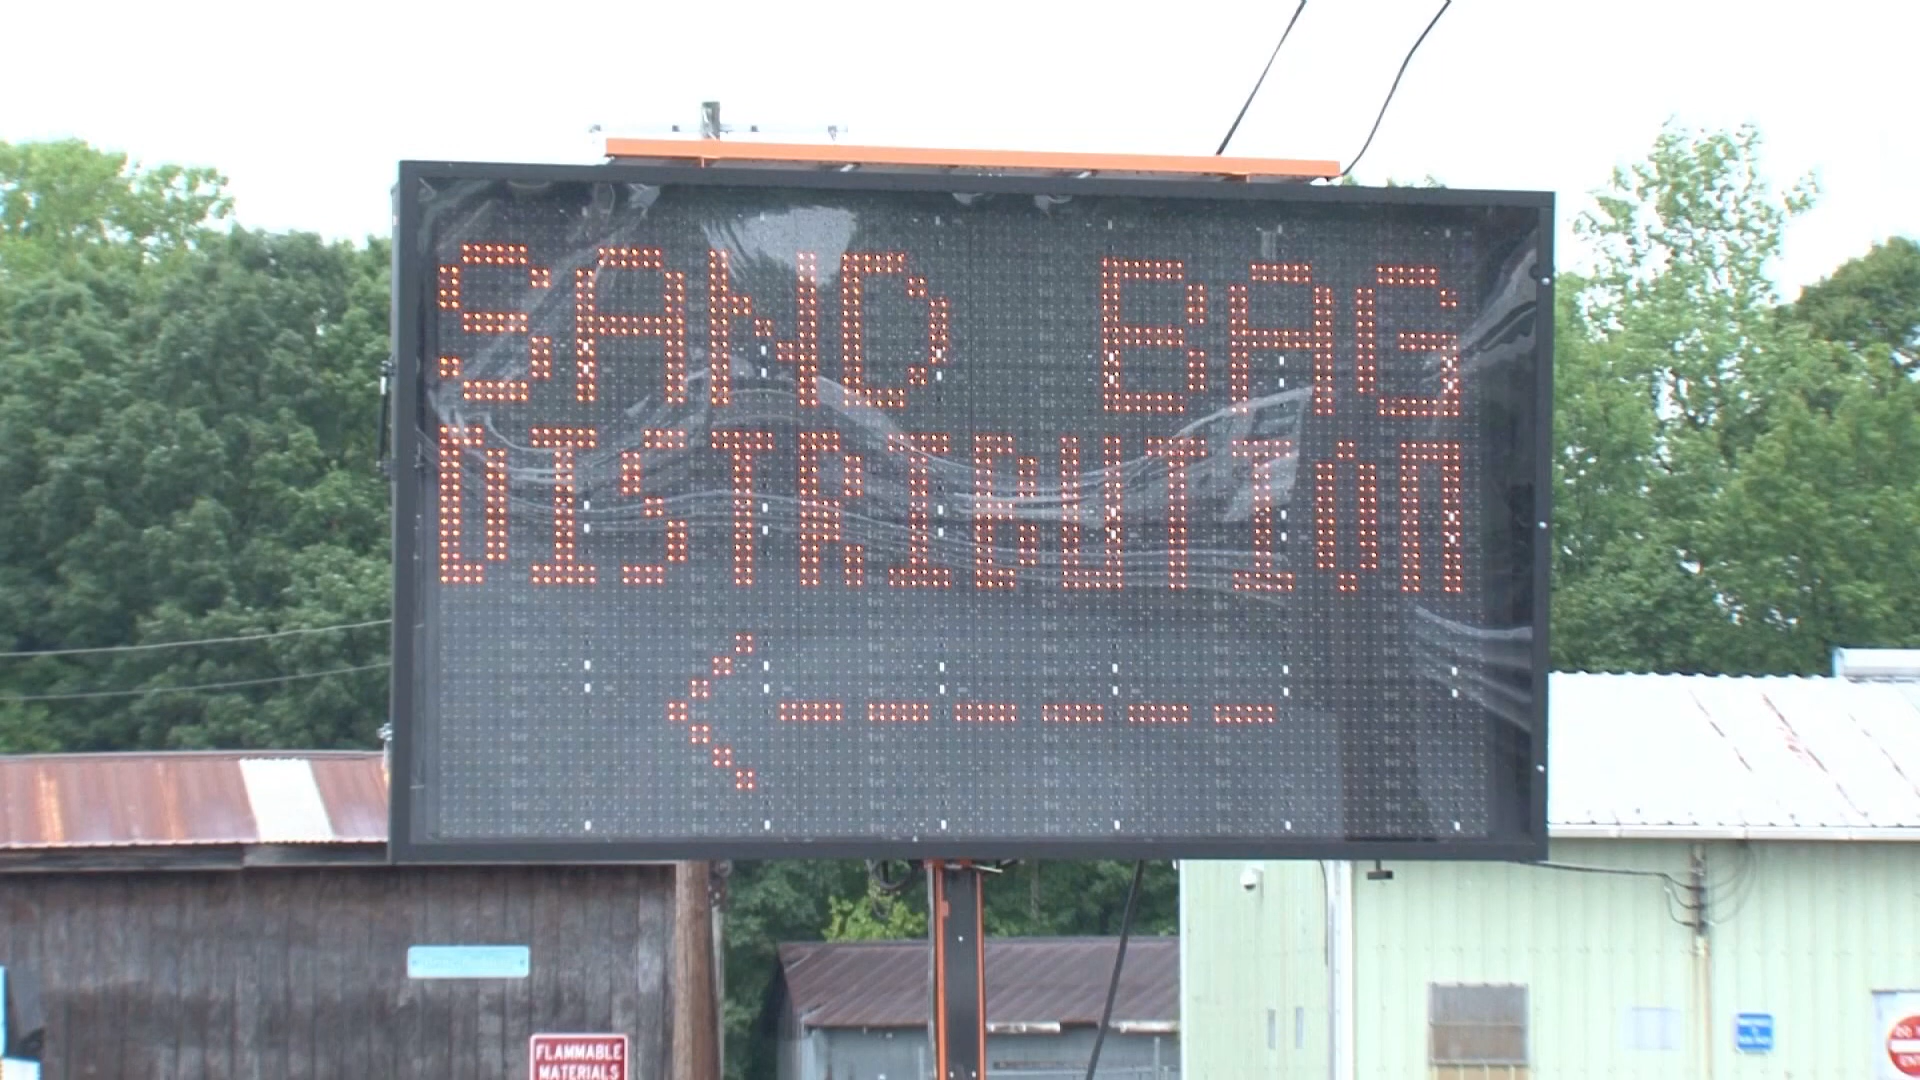 SAND BAG
DISTRIBUTION
<------
FLAMMABLE
MATERIALS